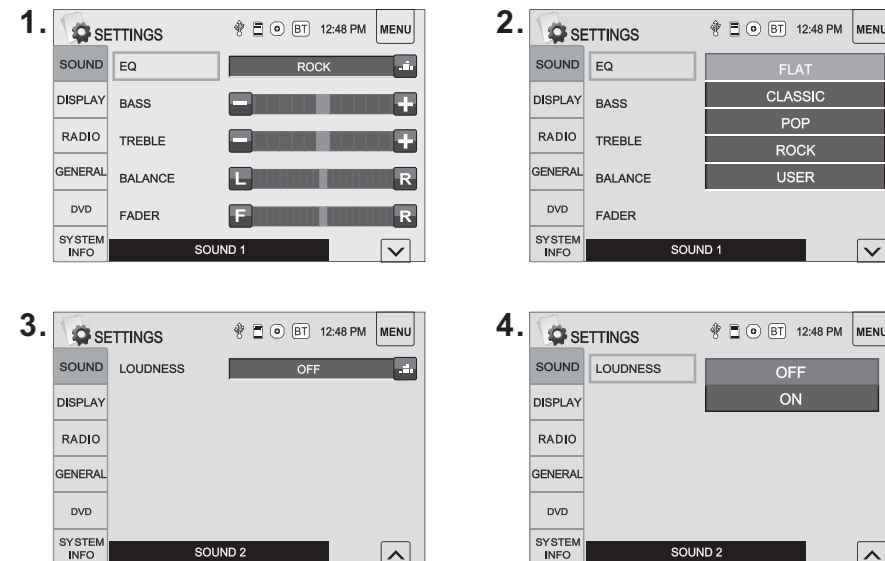 1.
SETTINGS BT 12:48 PM MENU
SOUND EQ ROCK
DISPLAY BASS − +
RADIO TREBLE − +
GENERAL BALANCE L R
DVD FADER F R
SYSTEM INFO SOUND 1
2.
SETTINGS BT 12:48 PM MENU
SOUND EQ FLAT
DISPLAY BASS CLASSIC
POP
RADIO TREBLE ROCK
GENERAL BALANCE USER
DVD FADER
SYSTEM INFO SOUND 1
3.
SETTINGS BT 12:48 PM MENU
SOUND LOUDNESS OFF
DISPLAY
RADIO
GENERAL
DVD
SYSTEM INFO SOUND 2
4.
SETTINGS BT 12:48 PM MENU
SOUND LOUDNESS OFF
DISPLAY ON
RADIO
GENERAL
DVD
SYSTEM INFO SOUND 2